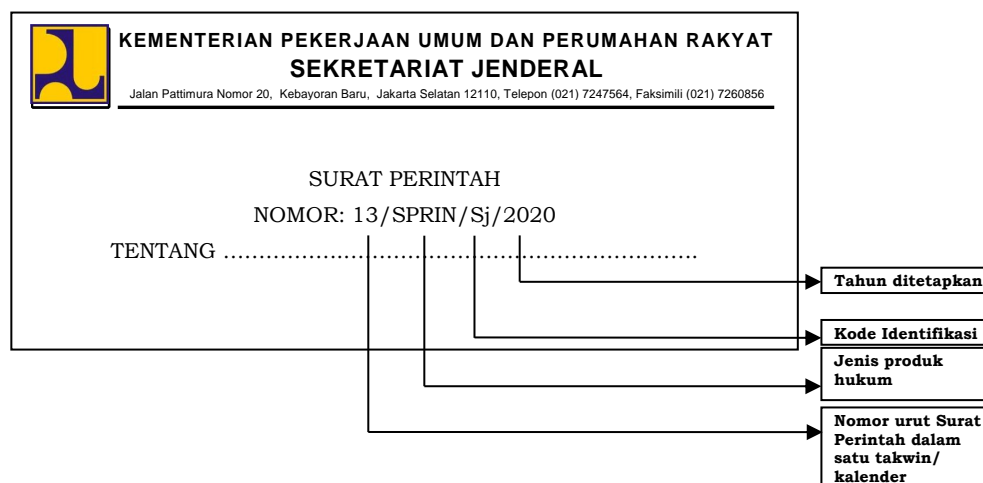 KEMENTERIAN PEKERJAAN UMUM DAN PERUMAHAN RAKYAT
SEKRETARIAT JENDERAL
Jalan Pattimura Nomor 20, Kebayoran Baru, Jakarta Selatan 12110, Telepon (021) 7247564, Faksimili (021) 7260856
SURAT PERINTAH
NOMOR: 13/SPRIN/Sj/2020
TENTANG ……………………………………………………………
Tahun ditetapkan
Kode Identifikasi
Jenis produk
hukum
Nomor urut Surat
Perintah dalam
satu takwin/
kalender